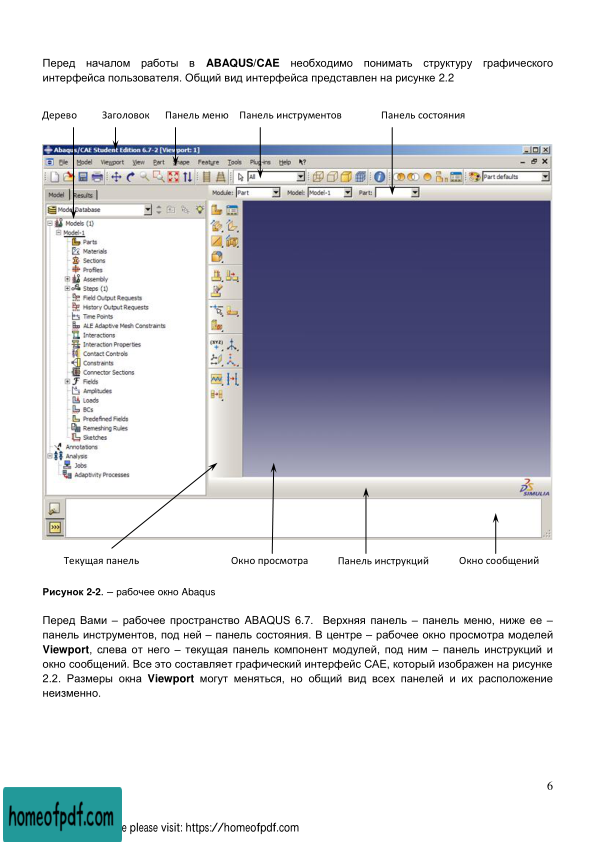 Перед началом работы в ABAQUS/CAE необходимо понимать структуру графического
интерфейса пользователя. Общий вид интерфейса представлен на рисунке 2.2
Дерево Заголовок Панель меню Панель инструментов Панель состояния
Abaqus/CAE Student Edition 6.7-2 [Viewport: 1]
File Model Viewport View Part Shape Feature Tools Plug-ins Help
All Part defaults
Model Results Module: Part Model: Model-1 Part:
Model Database
Models (1)
Model-1
Parts
Materials
Sections
Profiles
Assembly
Steps (1)
Field Output Requests
History Output Requests
Time Points
ALE Adaptive Mesh Constraints
Interactions
Interaction Properties
Contact Controls
Constraints
Connector Sections
Fields
Amplitudes
Loads
BCs
Predefined Fields
Remeshing Rules
Sketches
Annotations
Analysis
Jobs
Adaptivity Processes
(XYZ)
SIMULIA
>>>
Текущая панель Окно просмотра Панель инструкций Окно сообщений
Рисунок 2-2. – рабочее окно Abaqus
Перед Вами – рабочее пространство ABAQUS 6.7. Верхняя панель – панель меню, ниже ее –
панель инструментов, под ней – панель состояния. В центре – рабочее окно просмотра моделей
Viewport, слева от него – текущая панель компонент модулей, под ним – панель инструкций и
окно сообщений. Все это составляет графический интерфейс CAE, который изображен на рисунке
2.2. Размеры окна Viewport могут меняться, но общий вид всех панелей и их расположение
неизменно.
6
homeofpdf.com
e please visit: https://homeofpdf.com